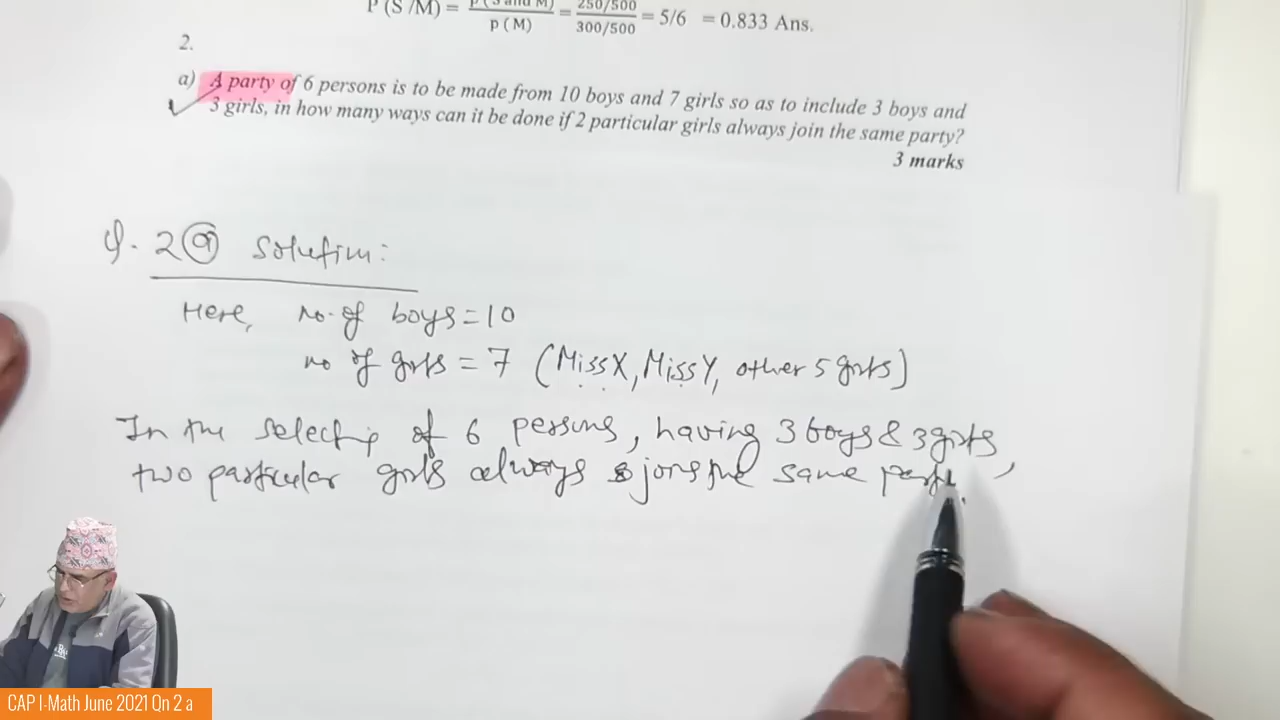 P (S /M) = p ( S and M) / p ( M ) = 250/500 / 300/500 = 5/6 = 0.833 Ans.
2.
a) A party of 6 persons is to be made from 10 boys and 7 girls so as to include 3 boys and
3 girls, in how many ways can it be done if 2 particular girls always join the same party?
3 marks
Q. 2 (a) Solution:
Here, no. of boys = 10
no of girls = 7 (Miss X, Miss Y, other 5 girls)
In the selection of 6 persons, having 3 boys & 3 girls,
two particular girls always joins the same party.
CAP I-Math June 2021 Qn 2 a